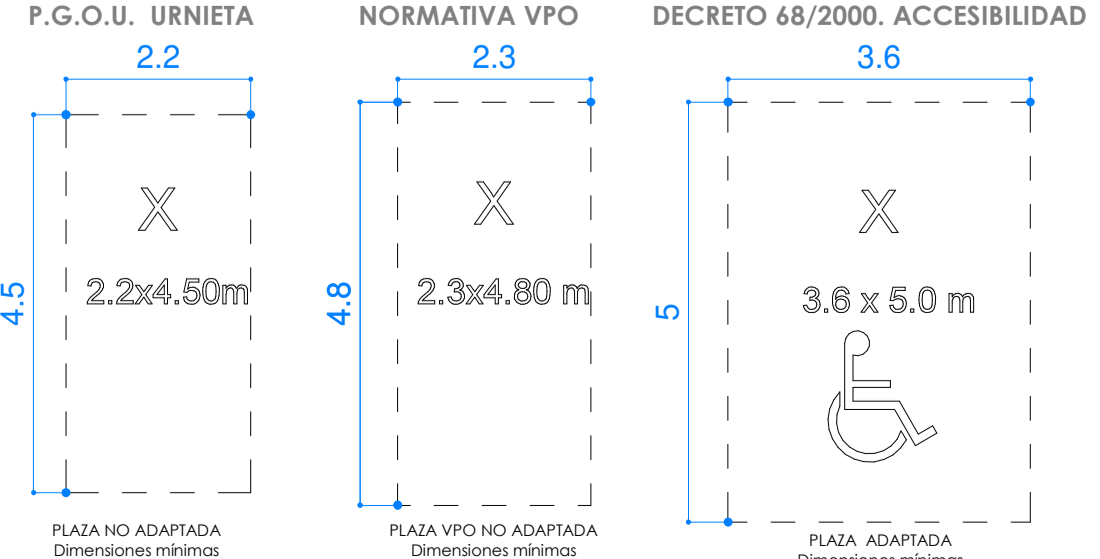 P.G.O.U. URNIETA
2.2
4.5
X
2.2x4.50m
PLAZA NO ADAPTADA
Dimensiones mínimas
NORMATIVA VPO
2.3
4.8
X
2.3x4.80 m
PLAZA VPO NO ADAPTADA
Dimensiones mínimas
DECRETO 68/2000. ACCESIBILIDAD
3.6
5
X
3.6 x 5.0 m
PLAZA ADAPTADA
Dimensiones mínimas